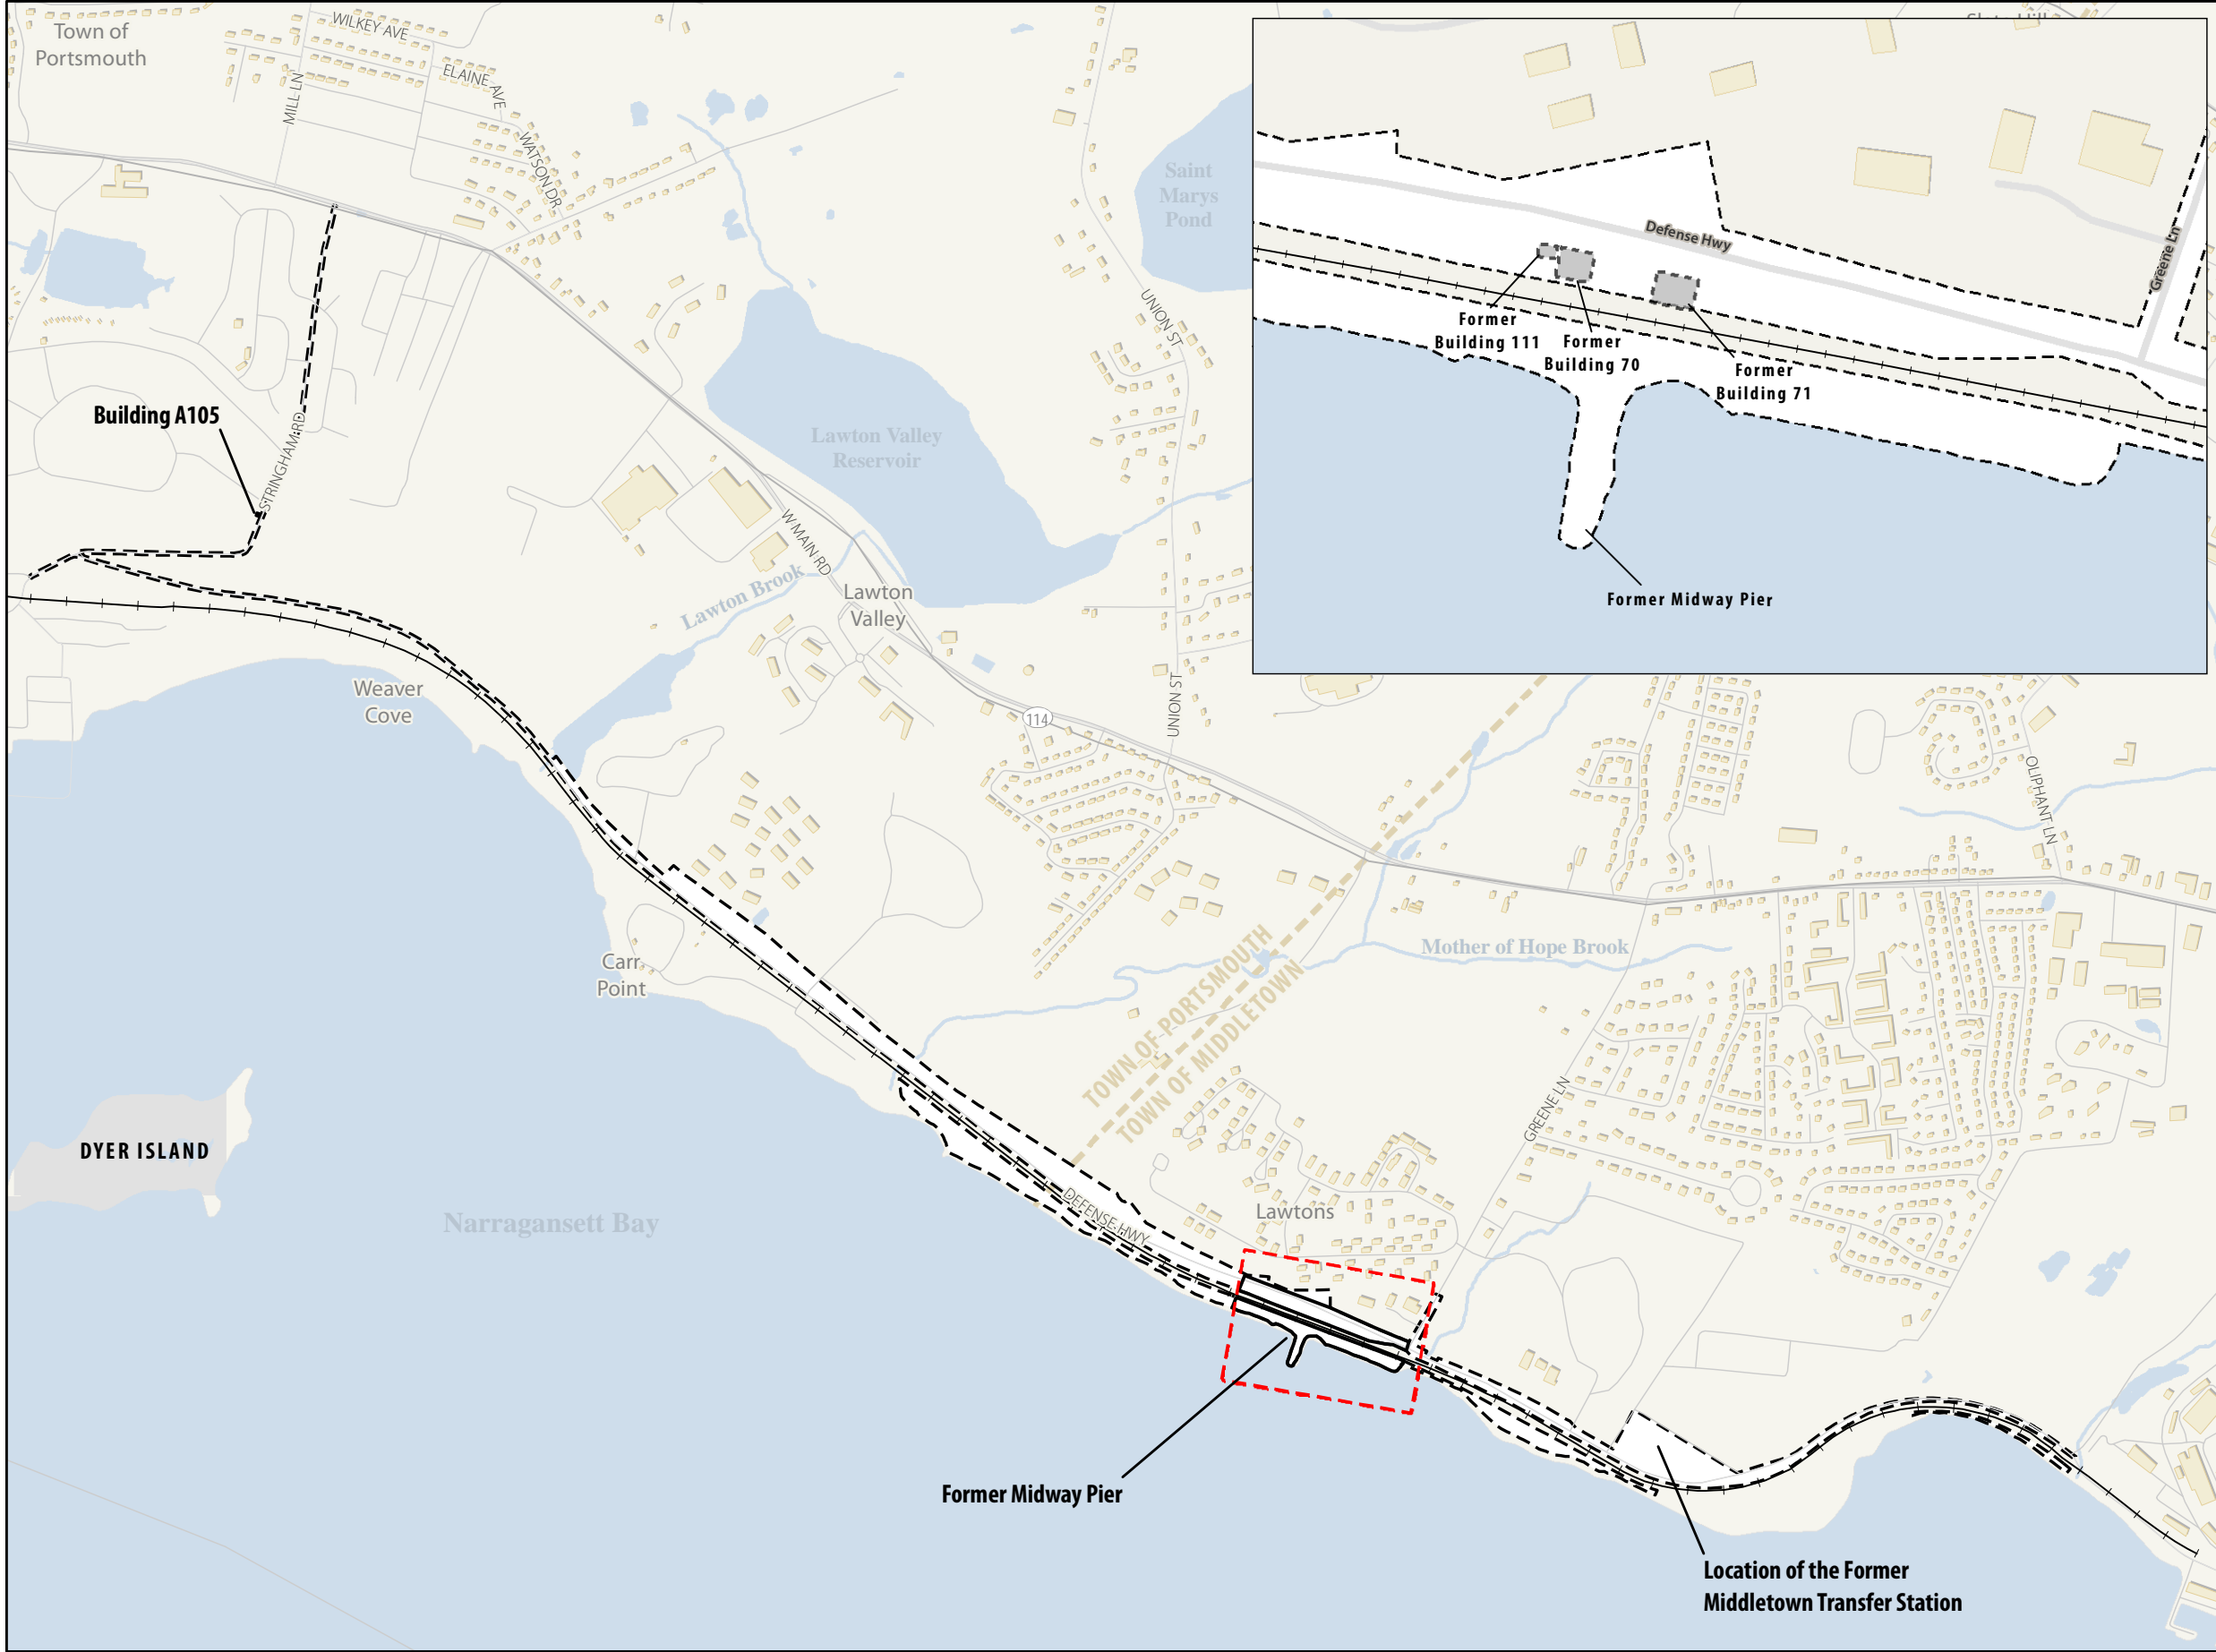 Town of
Portsmouth
WILKEY AVE
MILL LN
ELAINE AVE
WATSON DR
Saint
Marys
Pond
UNION ST
Building A105
STRINGHAM RD
Lawton Valley
Reservoir
W MAIN RD
Lawton Brook
Lawton
Valley
Weaver
Cove
114
UNION ST
Defense Hwy
Greene Ln
Former
Building 111
Former
Building 70
Former
Building 71
Former Midway Pier
OLIPHANT LN
Carr
Point
Mother of Hope Brook
TOWN OF PORTSMOUTH
TOWN OF MIDDLETOWN
GREENE LN
DYER ISLAND
Narragansett Bay
DEFENSE HWY
Lawtons
Former Midway Pier
Location of the Former
Middletown Transfer Station